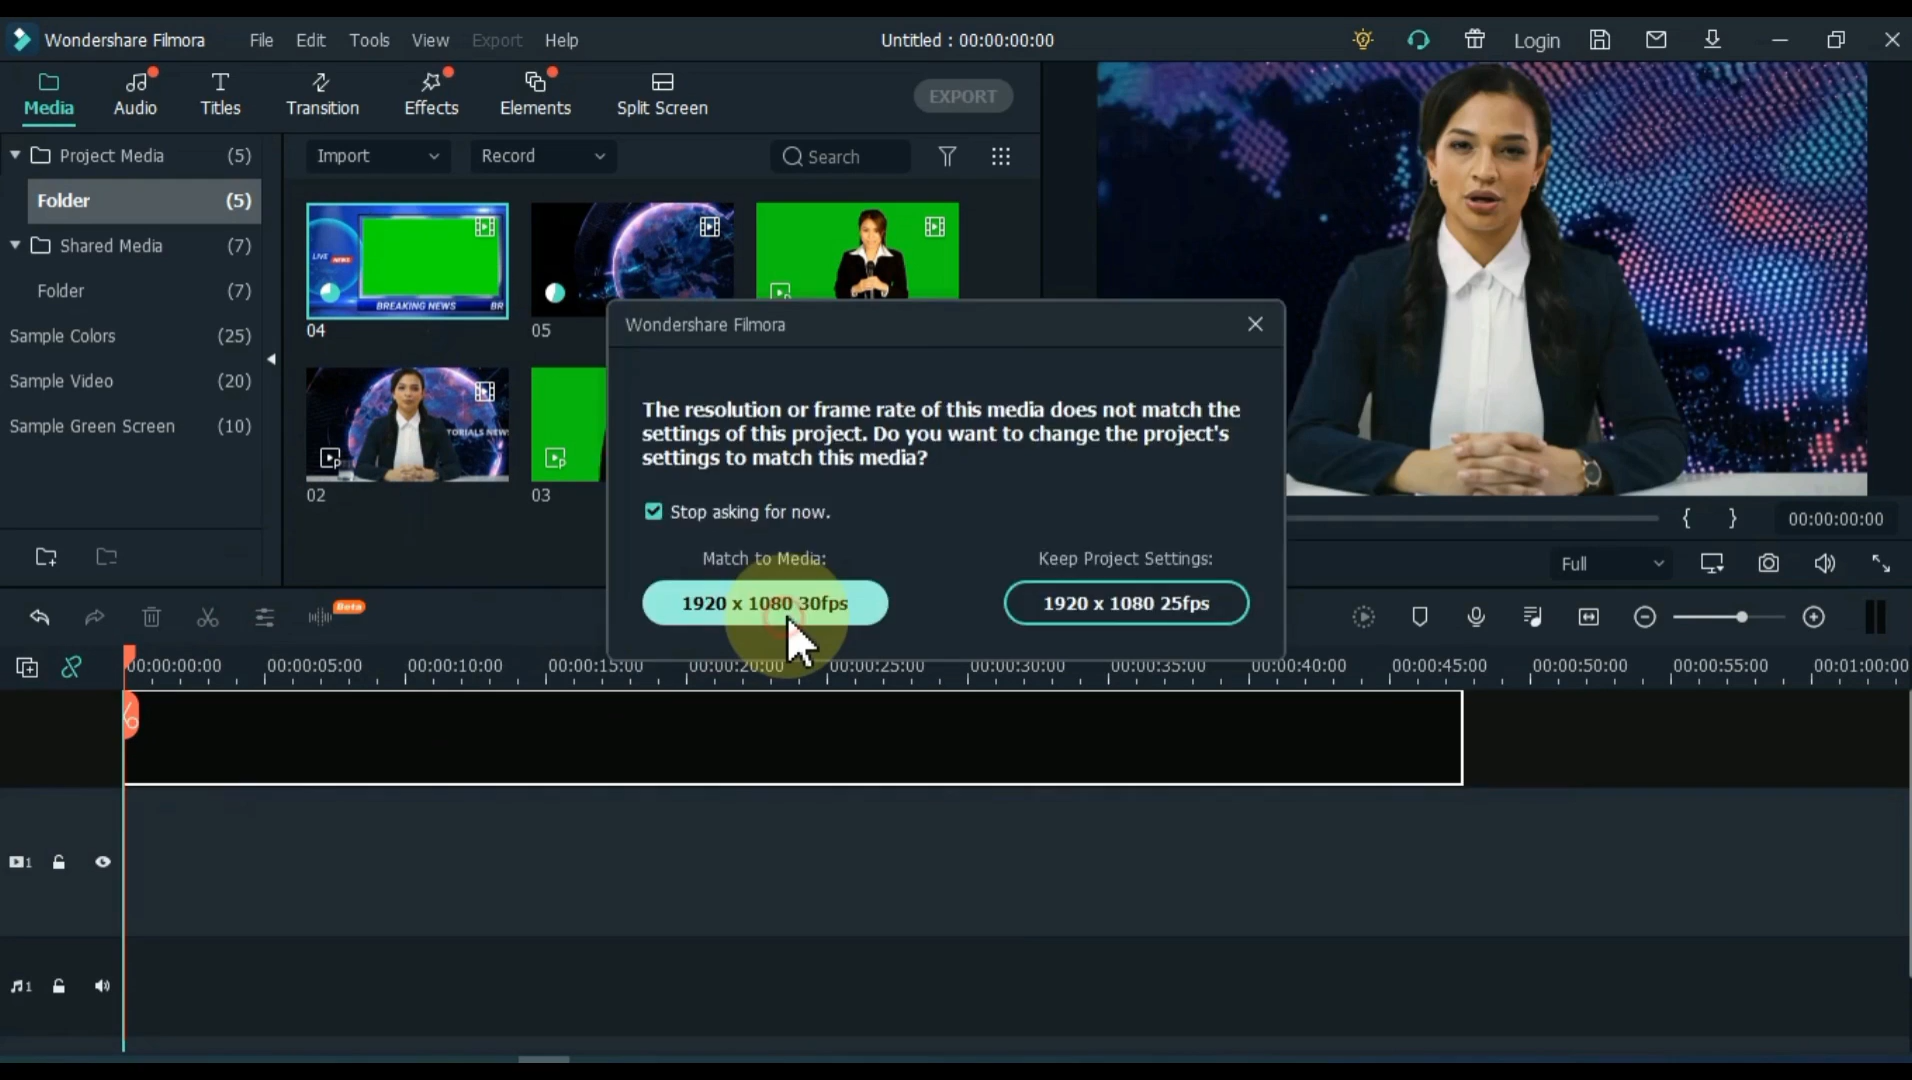 Wondershare Filmora File Edit Tools View Export Help Untitled : 00:00:00:00 Login
Media Audio Titles Transition Effects Elements Split Screen EXPORT
Project Media (5)
Folder (5)
Shared Media (7)
Folder (7)
Sample Colors (25)
Sample Video (20)
Sample Green Screen (10)
Import Record Search
LIVE NEWS
BREAKING NEWS BR
04 05
TORIALS NEW
02 03
Wondershare Filmora
The resolution or frame rate of this media does not match the
settings of this project. Do you want to change the project's
settings to match this media?
Stop asking for now.
Match to Media: Keep Project Settings:
1920 x 1080 30fps 1920 x 1080 25fps
{ } 00:00:00:00
Full
Beta
00:00:00:00 00:00:05:00 00:00:10:00 00:00:15:00 00:00:20:00 00:00:25:00 00:00:30:00 00:00:35:00 00:00:40:00 00:00:45:00 00:00:50:00 00:00:55:00 00:01:00:00
1
1